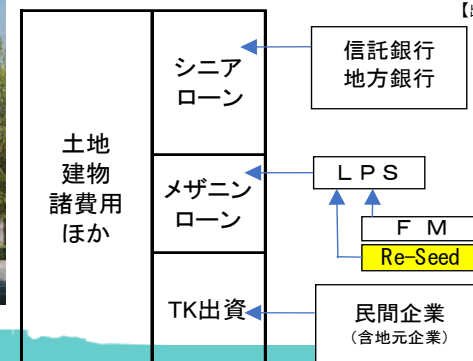 土地
建物
諸費用
ほか
シニア
ローン
メザニン
ローン
TK出資
信託銀行
地方銀行
LPS
FM
Re-Seed
民間企業
(含地元企業)